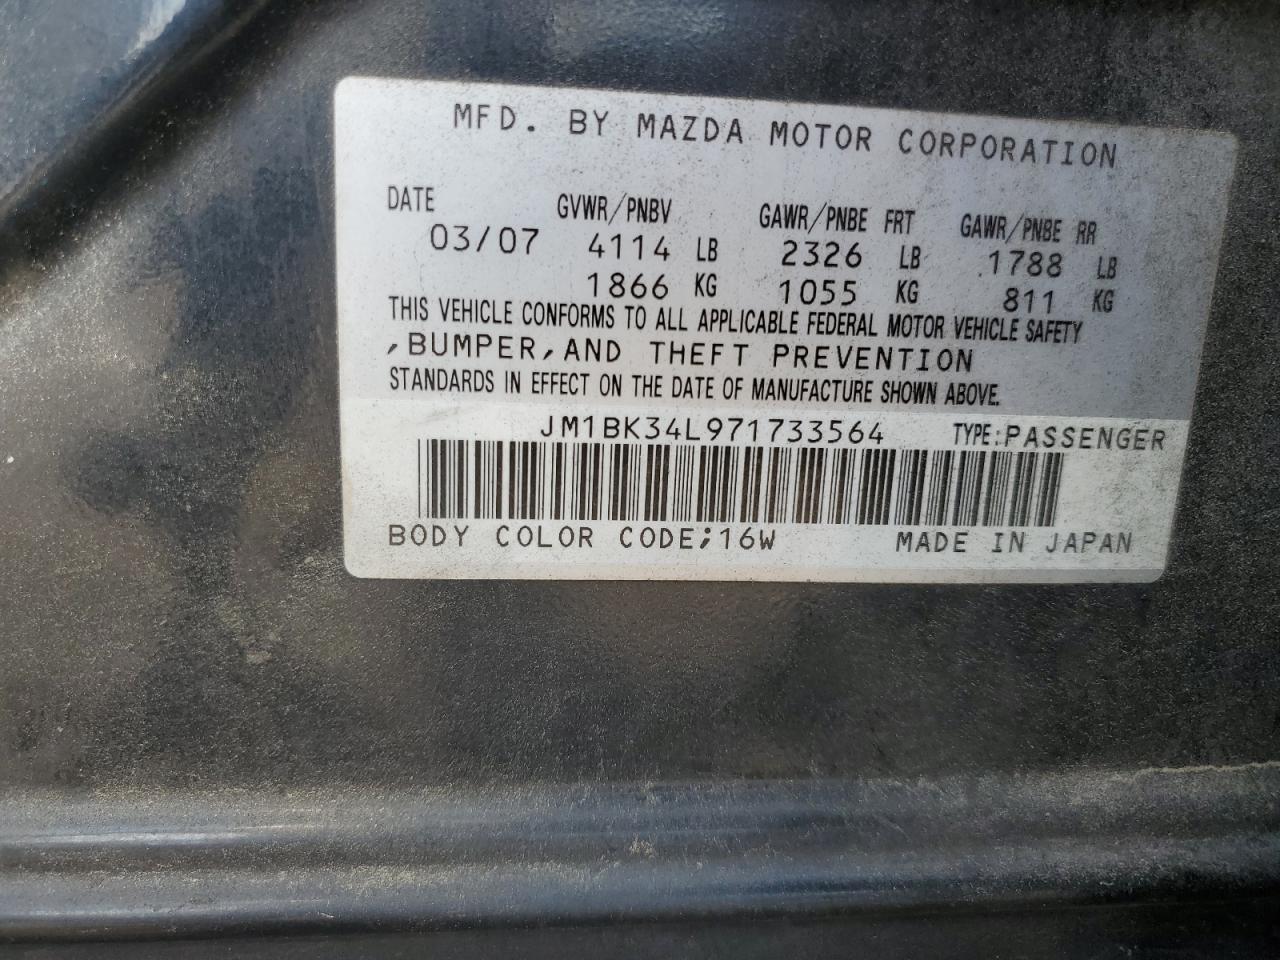 MFD. BY MAZDA MOTOR CORPORATION
DATE GVWR/PNBV GAWR/PNBE FRT GAWR/PNBE RR
03/07 4114 LB 2326 LB 1788 LB
1866 KG 1055 KG 811 KG
THIS VEHICLE CONFORMS TO ALL APPLICABLE FEDERAL MOTOR VEHICLE SAFETY
,BUMPER,AND THEFT PREVENTION
STANDARDS IN EFFECT ON THE DATE OF MANUFACTURE SHOWN ABOVE.
JM1BK34L971733564 TYPE:PASSENGER
BODY COLOR CODE;16W MADE IN JAPAN